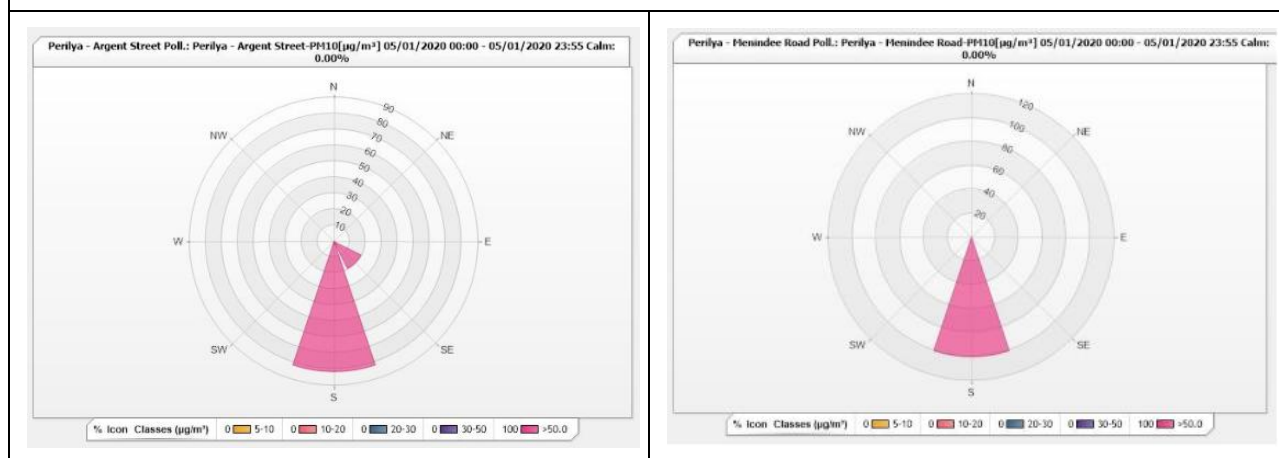 Perilya - Argent Street Poll.: Perilya - Argent Street-PM10[µg/m³] 05/01/2020 00:00 - 05/01/2020 23:55 Calm:
0.00%
N
NE
E
SE
S
SW
W
NW
90
80
70
60
50
40
30
20
10
% Icon Classes (µg/m³) 0 5-10 0 10-20 0 20-30 0 30-50 100 >50.0
Perilya - Menindee Road Poll.: Perilya - Menindee Road-PM10[µg/m³] 05/01/2020 00:00 - 05/01/2020 23:55 Calm:
0.00%
N
NE
E
SE
S
SW
W
NW
120
100
80
60
40
20
% Icon Classes (µg/m³) 0 5-10 0 10-20 0 20-30 0 30-50 100 >50.0